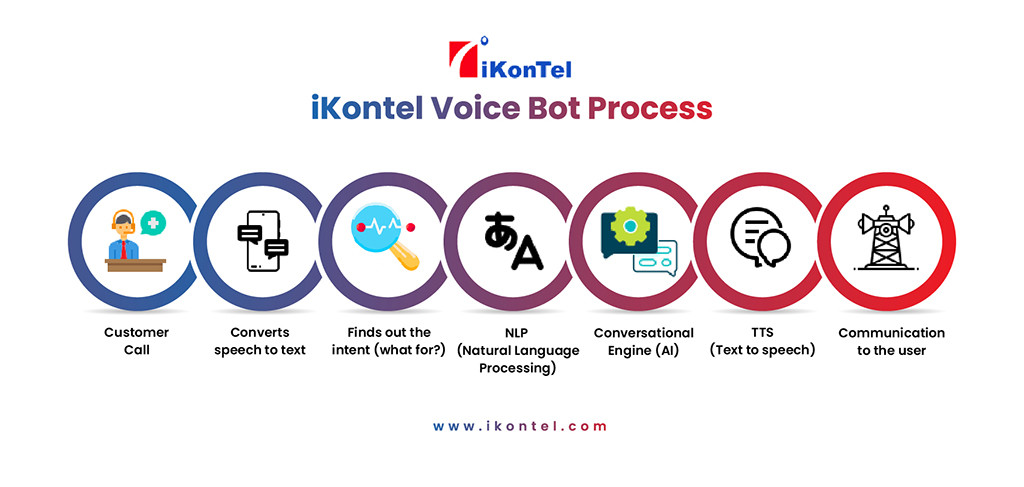 iKonTel
iKontel Voice Bot Process
あA
Customer
Call
Converts
speech to text
Finds out the
intent (what for?)
NLP
(Natural Language
Processing)
Conversational
Engine (AI)
TTS
(Text to speech)
Communication
to the user
www.ikontel.com